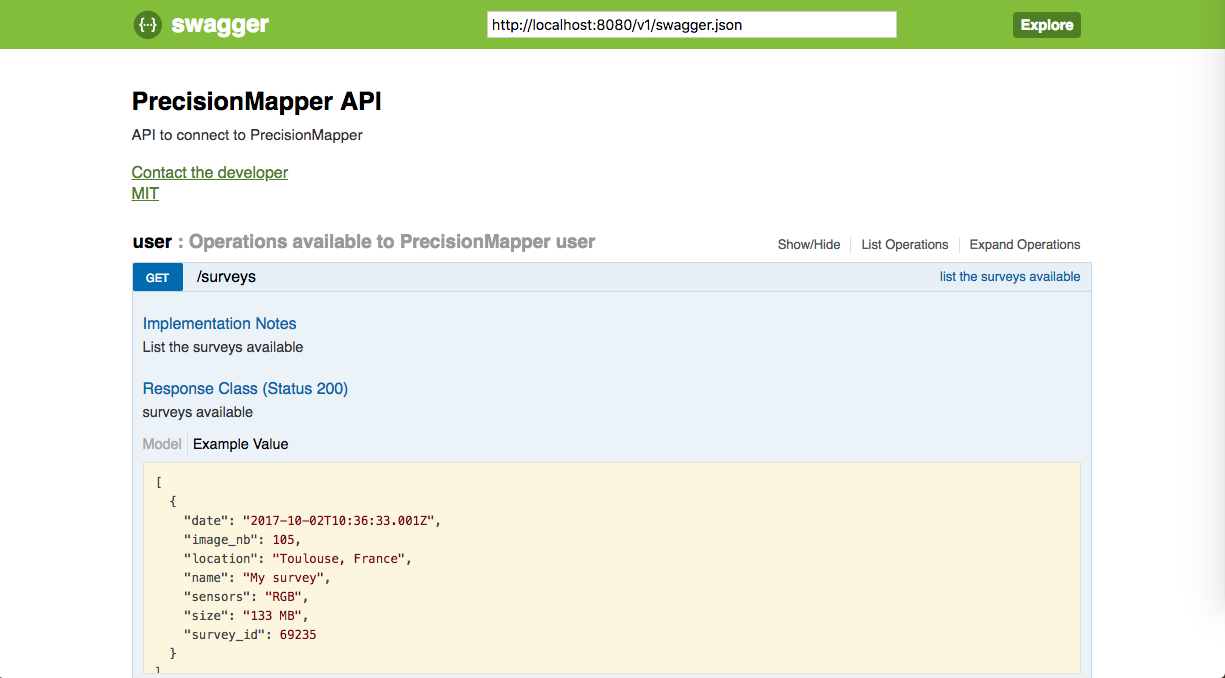 {···} swagger http://localhost:8080/v1/swagger.json Explore
PrecisionMapper API
API to connect to PrecisionMapper
Contact the developer
MIT
user : Operations available to PrecisionMapper user Show/Hide List Operations Expand Operations
GET /surveys list the surveys available
Implementation Notes
List the surveys available
Response Class (Status 200)
surveys available
Model Example Value
[
  {
    "date": "2017-10-02T10:36:33.001Z",
    "image_nb": 105,
    "location": "Toulouse, France",
    "name": "My survey",
    "sensors": "RGB",
    "size": "133 MB",
    "survey_id": 69235
  }
]